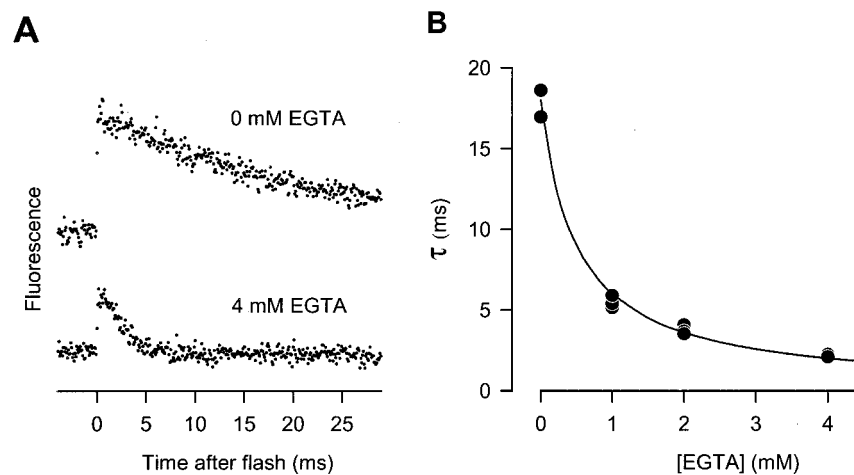 A
0 mM EGTA
4 mM EGTA
Fluorescence
0 5 10 15 20 25
Time after flash (ms)
B
20
15
10
5
0
τ (ms)
0 1 2 3 4
[EGTA] (mM)